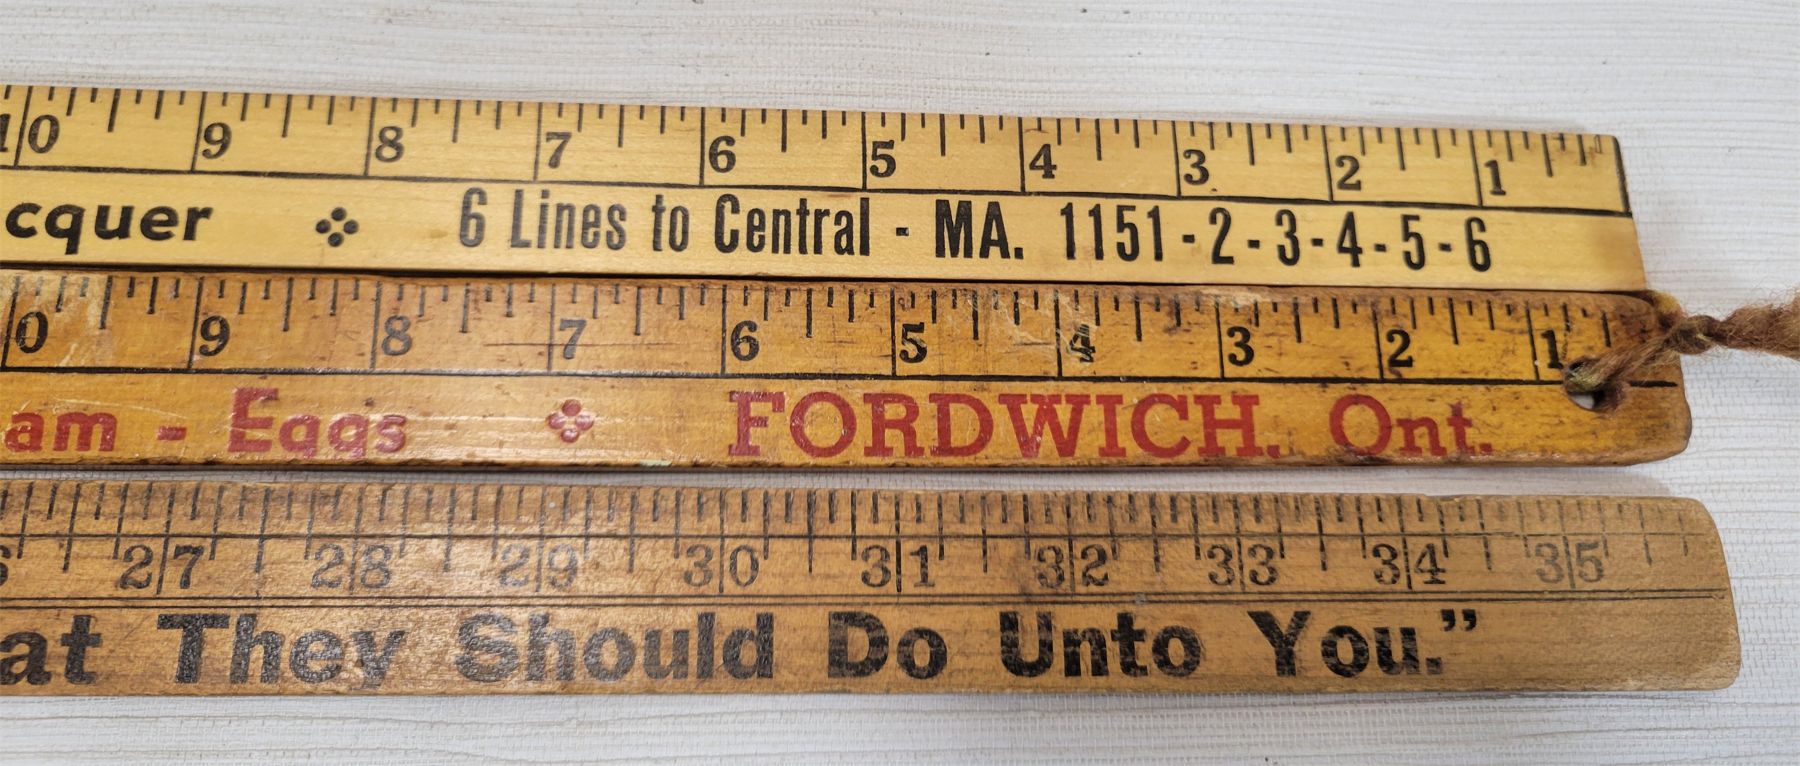 10 9 8 7 6 5 4 3 2 1
cquer 6 Lines to Central - MA. 1151 - 2 - 3 - 4 - 5 - 6
0 9 8 7 6 5 4 3 2 1
am - Eggs FORDWICH, Ont.
27 28 29 30 31 32 33 34 35
at They Should Do Unto You.”